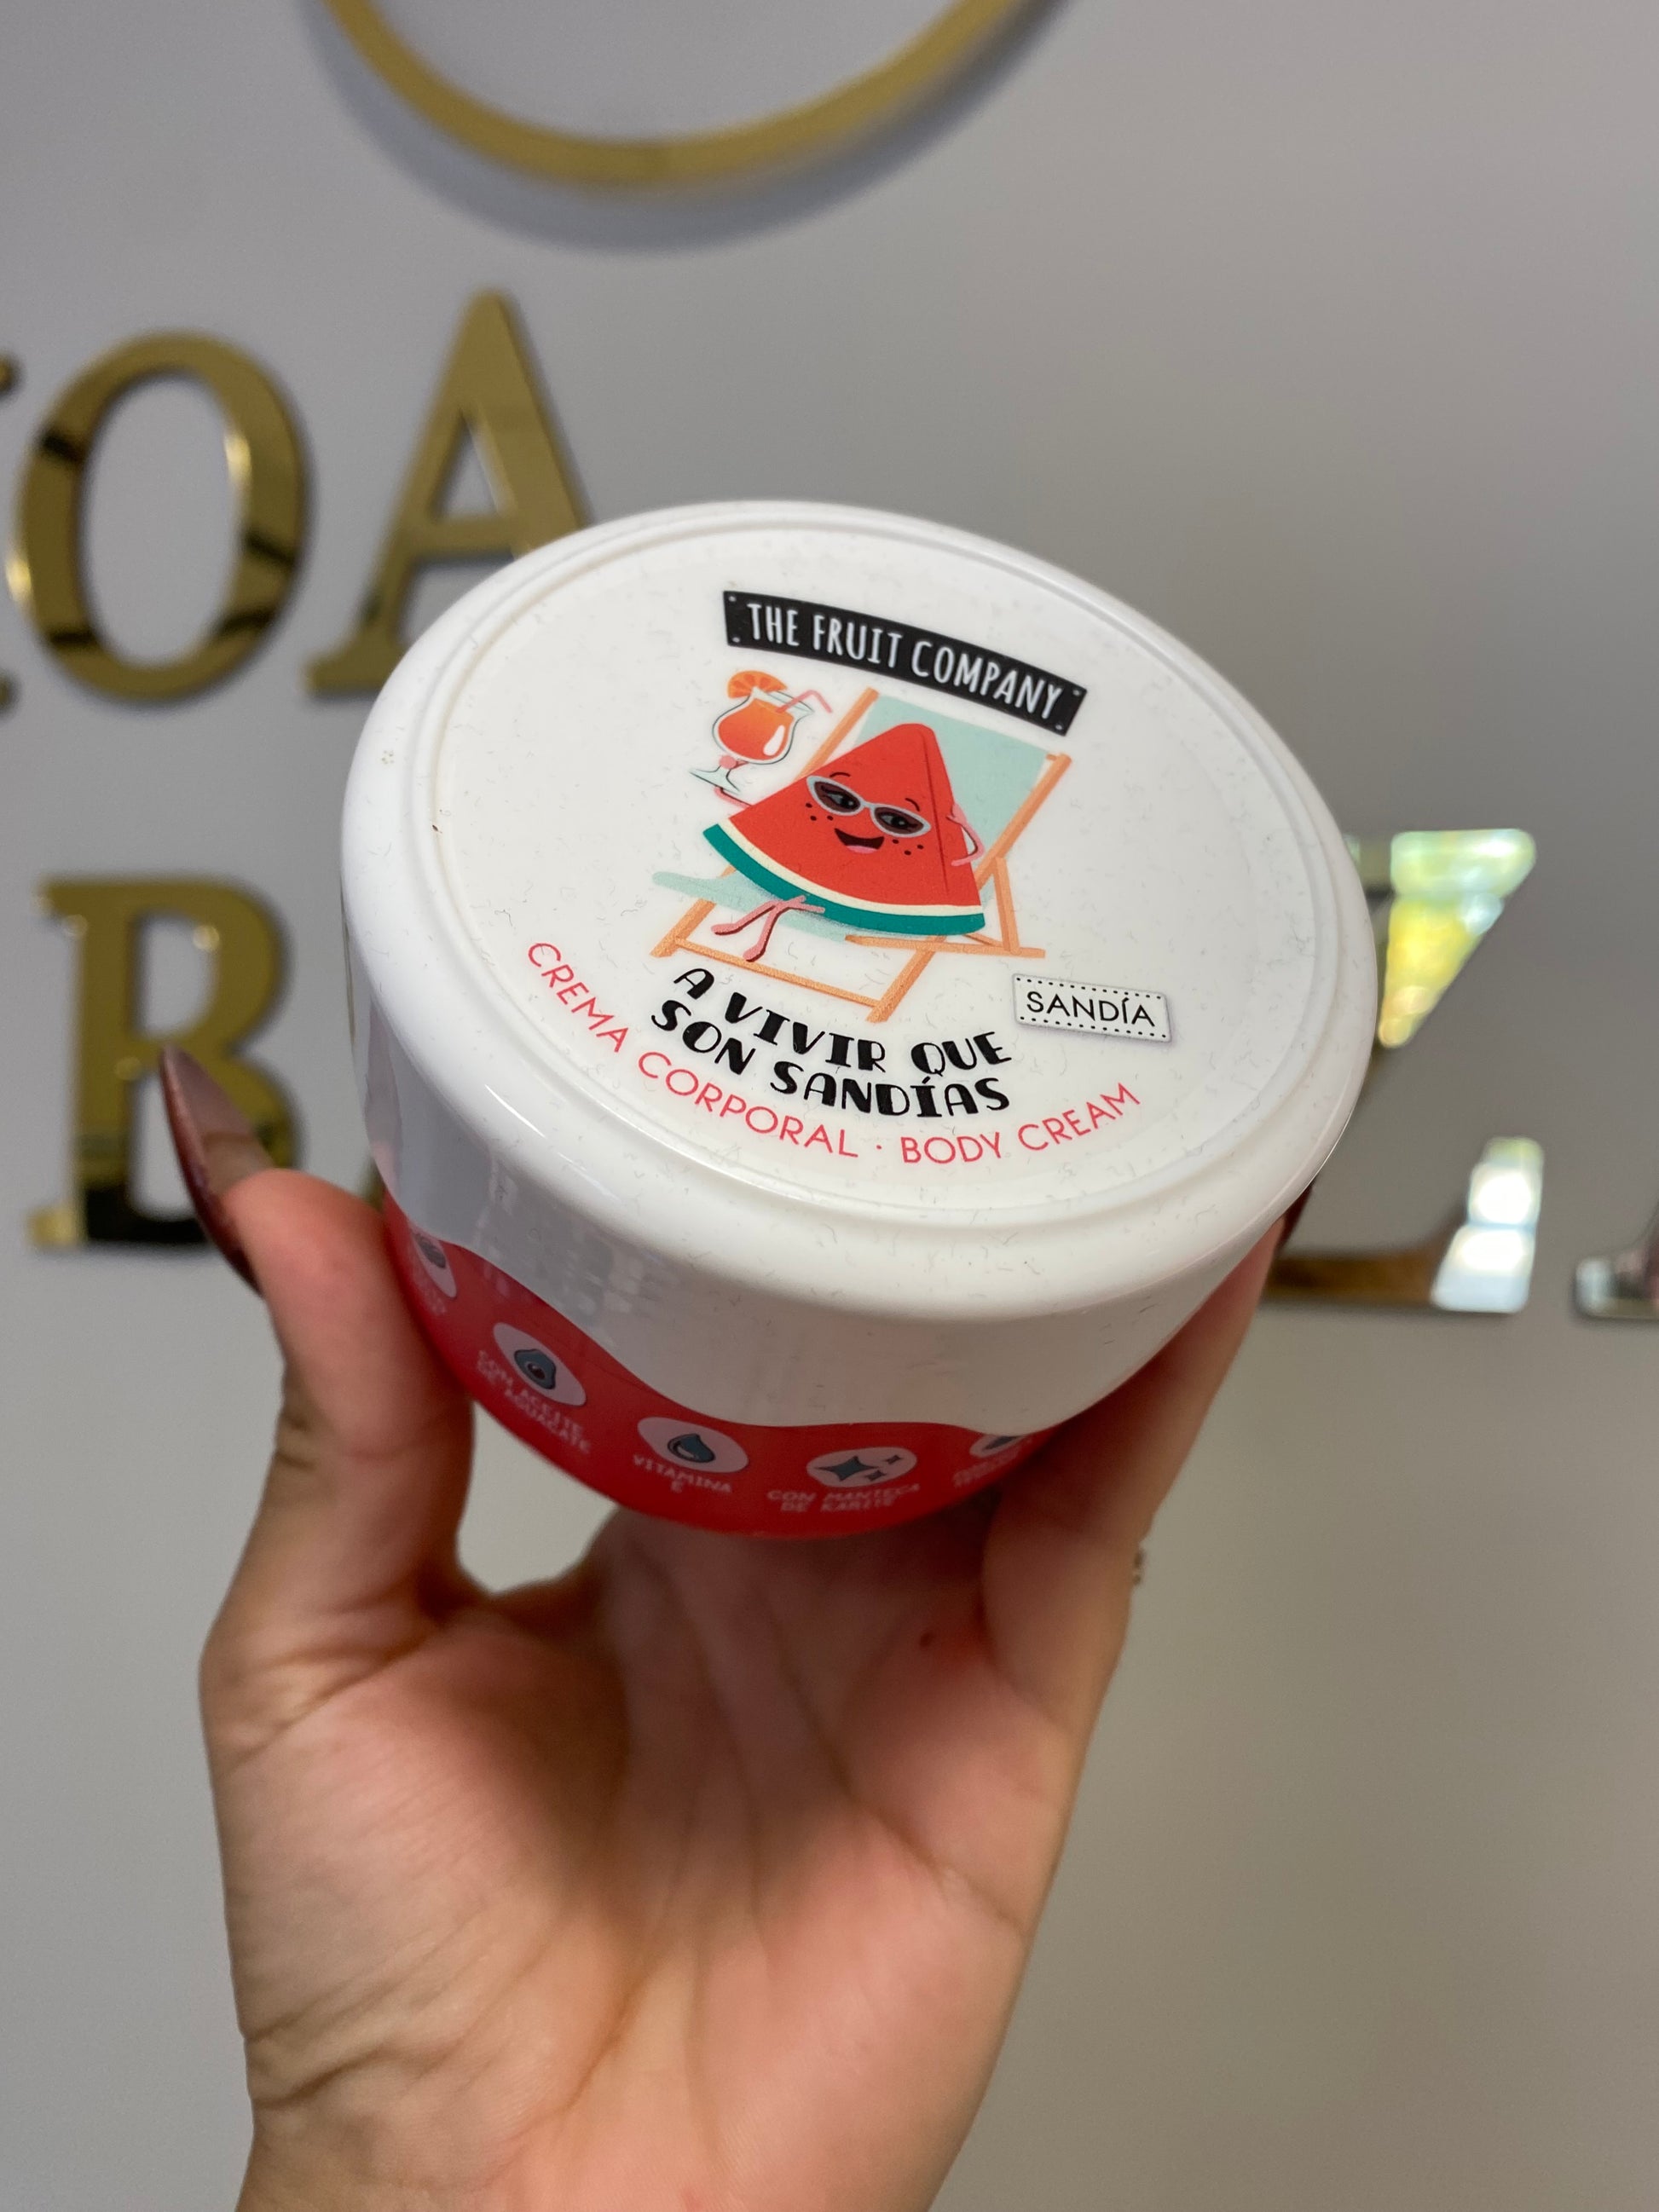 OA
B
Z
THE FRUIT COMPANY
SANDÍA
A VIVIR QUE
SON SANDÍAS
CREMA CORPORAL · BODY CREAM
CON ACEITE
DE AGUACATE
VITAMINA
E
CON MANTECA
DE KARITÉ